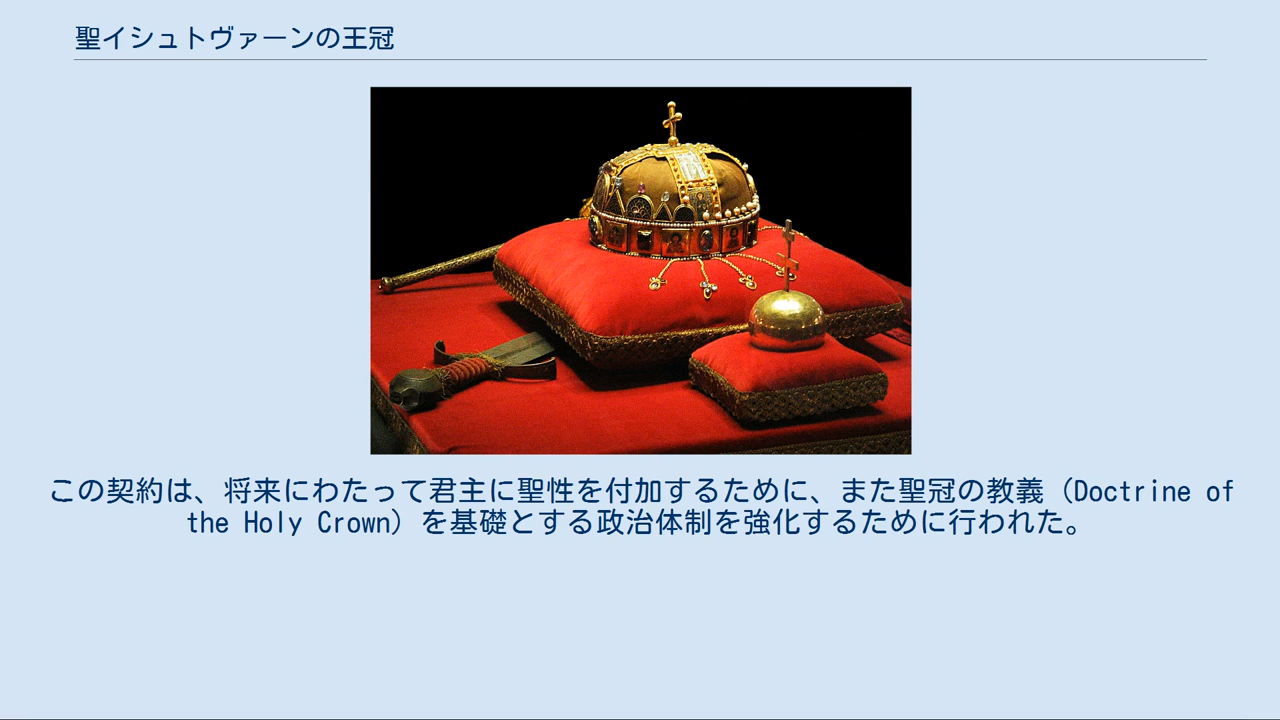 聖イシュトヴァーンの王冠
この契約は、将来にわたって君主に聖性を付加するために、また聖冠の教義（Doctrine of
the Holy Crown）を基礎とする政治体制を強化するために行われた。